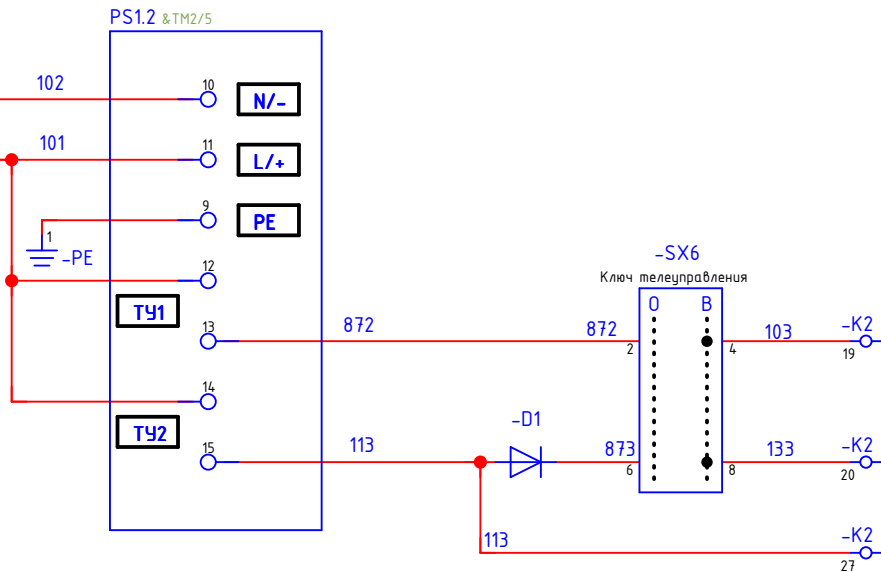 PS1.2 &TM2/5
102
10
N/-
101
11
L/+
9
PE
1
-PE
12
ТУ1
13
872
14
ТУ2
15
113
-SX6
Ключ телеуправления
O B
872
2
4
103
-K2
19
-D1
873
6
8
133
-K2
20
113
-K2
27